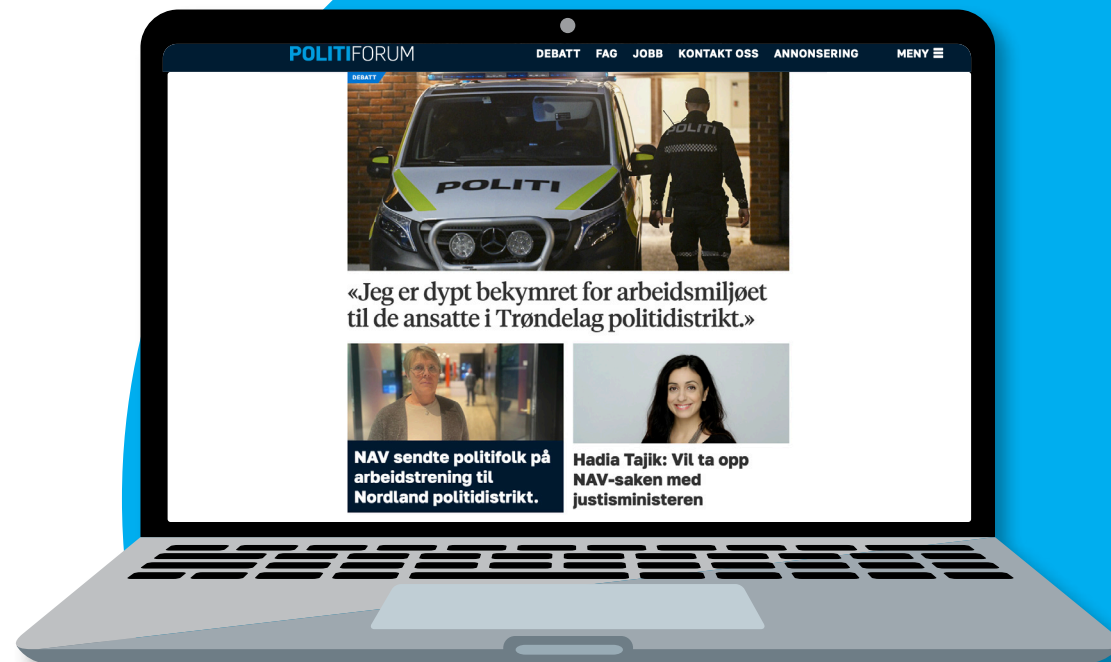 POLITIFORUM DEBATT FAG JOBB KONTAKT OSS ANNONSERING MENY
DEBATT
POLITI
POLITI
«Jeg er dypt bekymret for arbeidsmiljøet
til de ansatte i Trøndelag politidistrikt.»
NAV sendte politifolk på
arbeidstrening til
Nordland politidistrikt.
Hadia Tajik: Vil ta opp
NAV-saken med
justisministeren